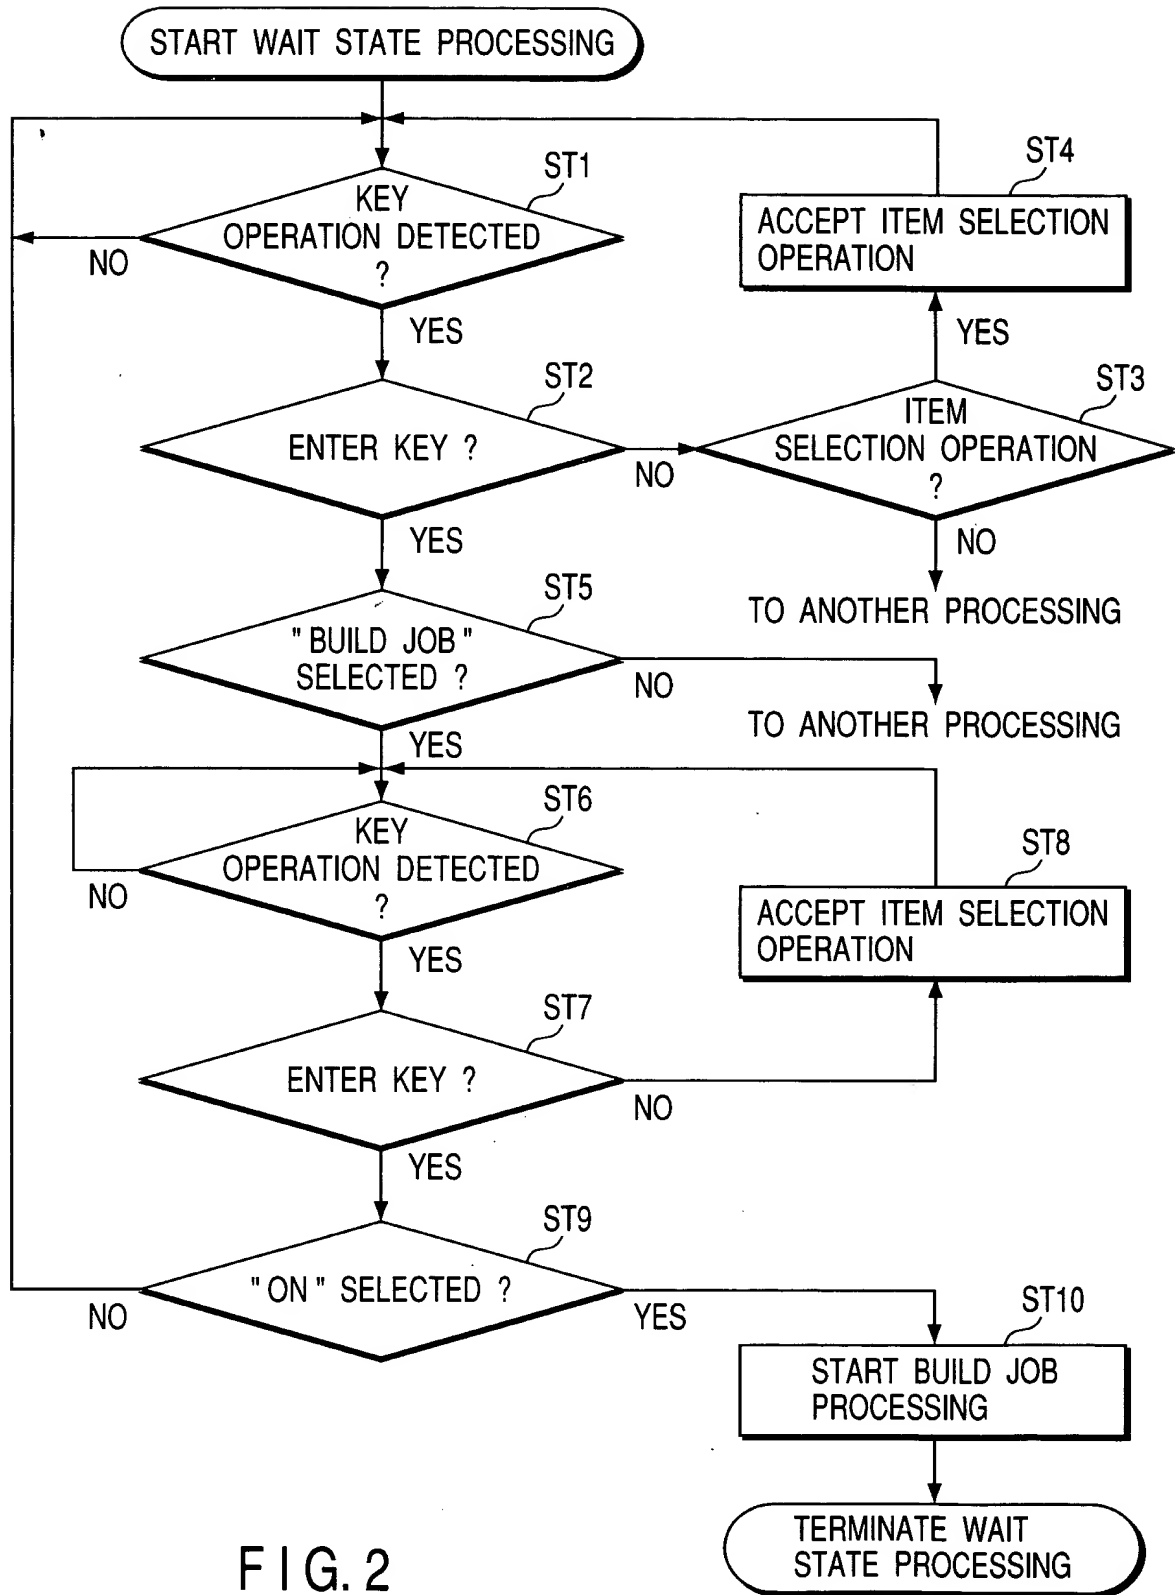 START WAIT STATE PROCESSING
ST1
KEY
OPERATION DETECTED
?
NO
YES
ST4
ACCEPT ITEM SELECTION
OPERATION
YES
ST2
ENTER KEY ?
NO
YES
ST3
ITEM
SELECTION OPERATION
?
NO
TO ANOTHER PROCESSING
ST5
"BUILD JOB"
SELECTED ?
NO
TO ANOTHER PROCESSING
YES
ST6
KEY
OPERATION DETECTED
?
NO
YES
ST8
ACCEPT ITEM SELECTION
OPERATION
ST7
ENTER KEY ?
NO
YES
ST9
"ON" SELECTED ?
NO
YES
ST10
START BUILD JOB
PROCESSING
TERMINATE WAIT
STATE PROCESSING
FIG.2